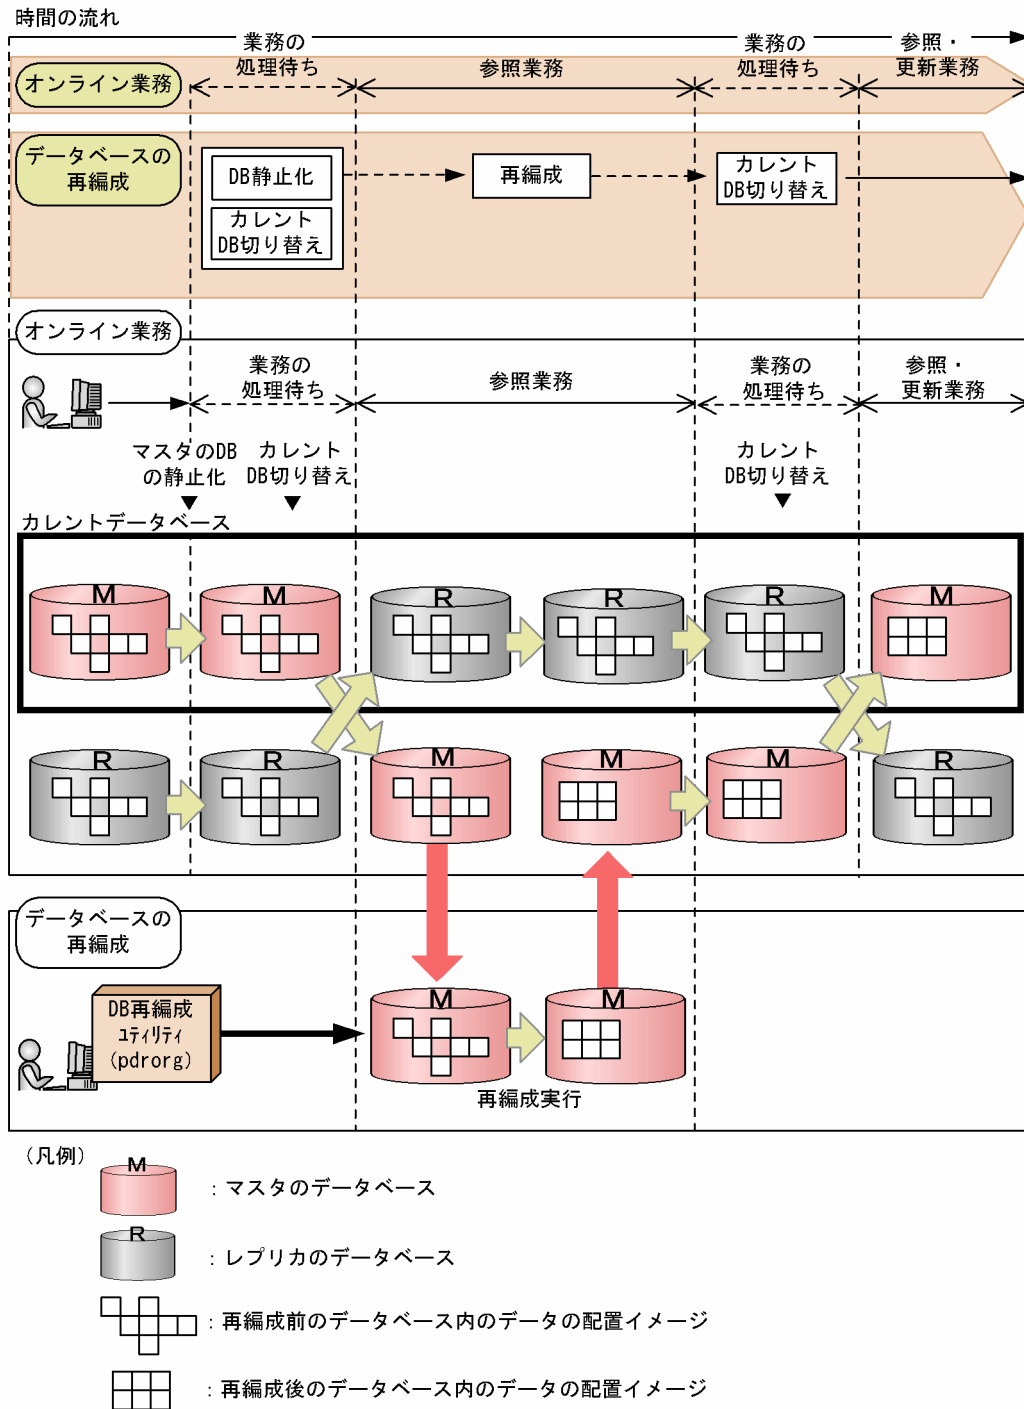 時間の流れ
業務の
処理待ち
参照業務
業務の
処理待ち
参照・
更新業務
オンライン業務
データベースの
再編成
DB静止化
カレント
DB切り替え
再編成
カレント
DB切り替え
オンライン業務
業務の
処理待ち
参照業務
業務の
処理待ち
参照・
更新業務
マスタのDB
の静止化
カレント
DB切り替え
カレント
DB切り替え
カレントデータベース
M
M
R
R
R
M
R
R
M
M
M
R
データベースの
再編成
DB再編成
ユティリティ
(pdrorg)
M
M
再編成実行
(凡例)
M
：マスタのデータベース
R
：レプリカのデータベース
：再編成前のデータベース内のデータの配置イメージ
：再編成後のデータベース内のデータの配置イメージ